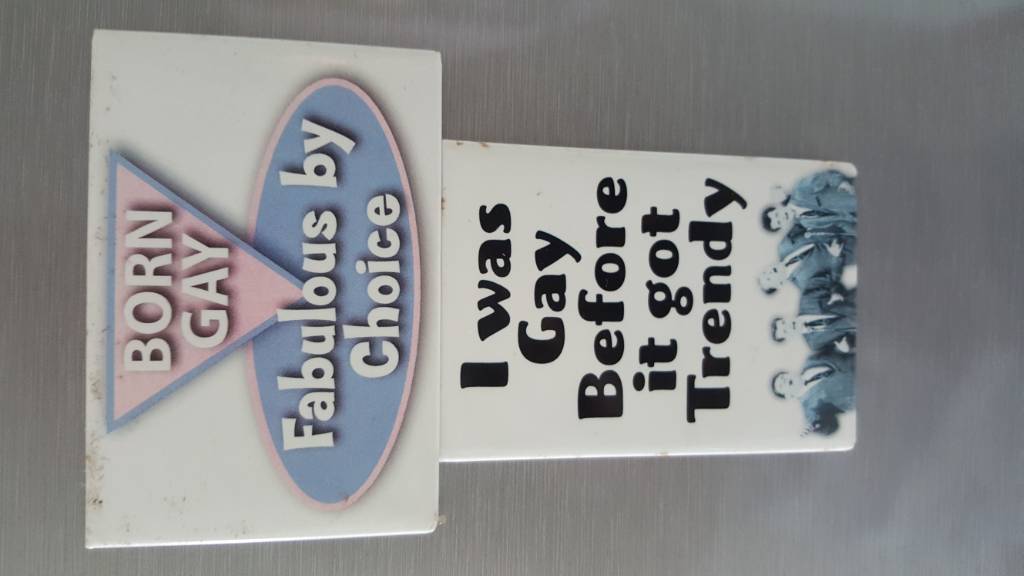 BORN
GAY
Fabulous by
Choice
I was
Gay
Before
it got
Trendy